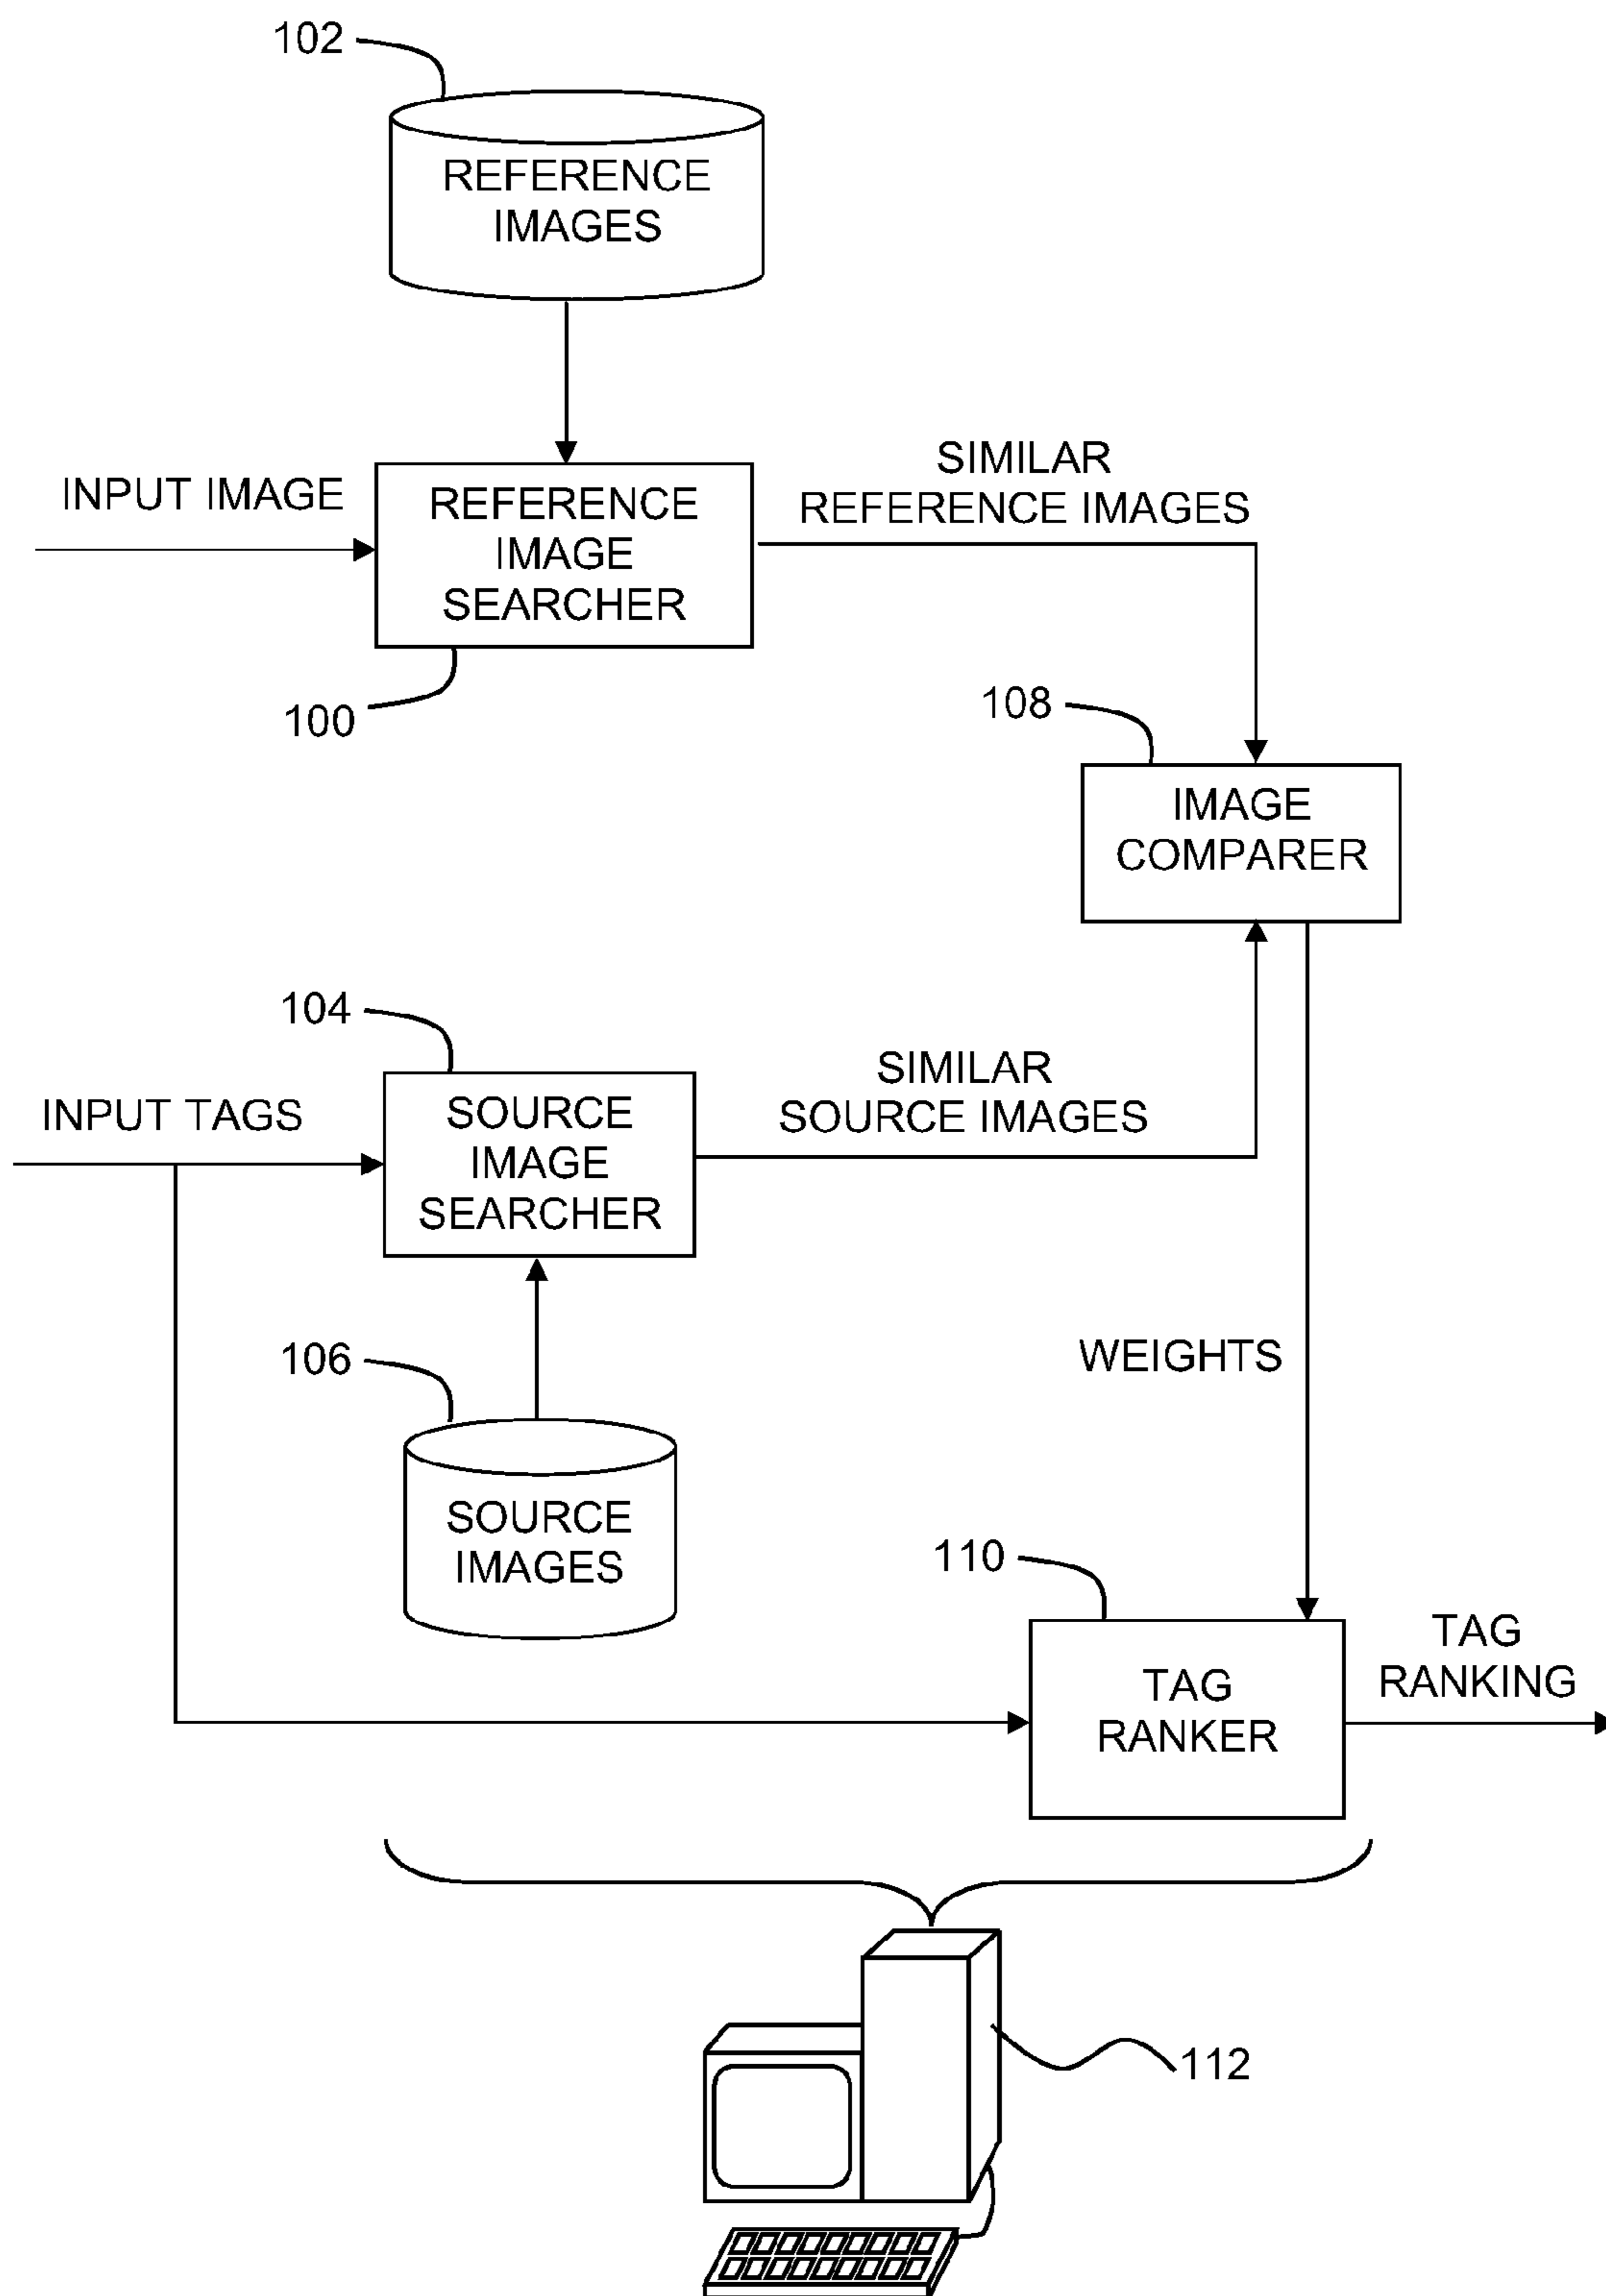 102
REFERENCE
IMAGES
INPUT IMAGE
REFERENCE
IMAGE
SEARCHER
SIMILAR
REFERENCE IMAGES
100
108
IMAGE
COMPARER
104
INPUT TAGS
SOURCE
IMAGE
SEARCHER
SIMILAR
SOURCE IMAGES
106
WEIGHTS
SOURCE
IMAGES
110
TAG
RANKER
TAG
RANKING
112